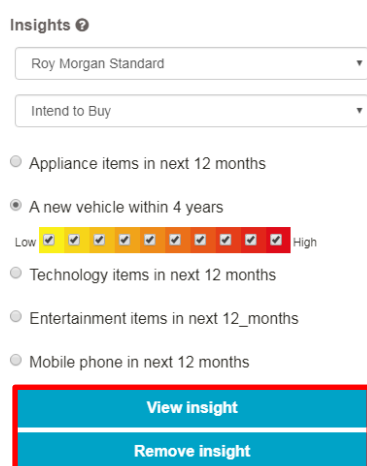 Insights ?
Roy Morgan Standard
Intend to Buy
Appliance items in next 12 months
A new vehicle within 4 years
Low High
Technology items in next 12 months
Entertainment items in next 12_months
Mobile phone in next 12 months
View insight
Remove insight